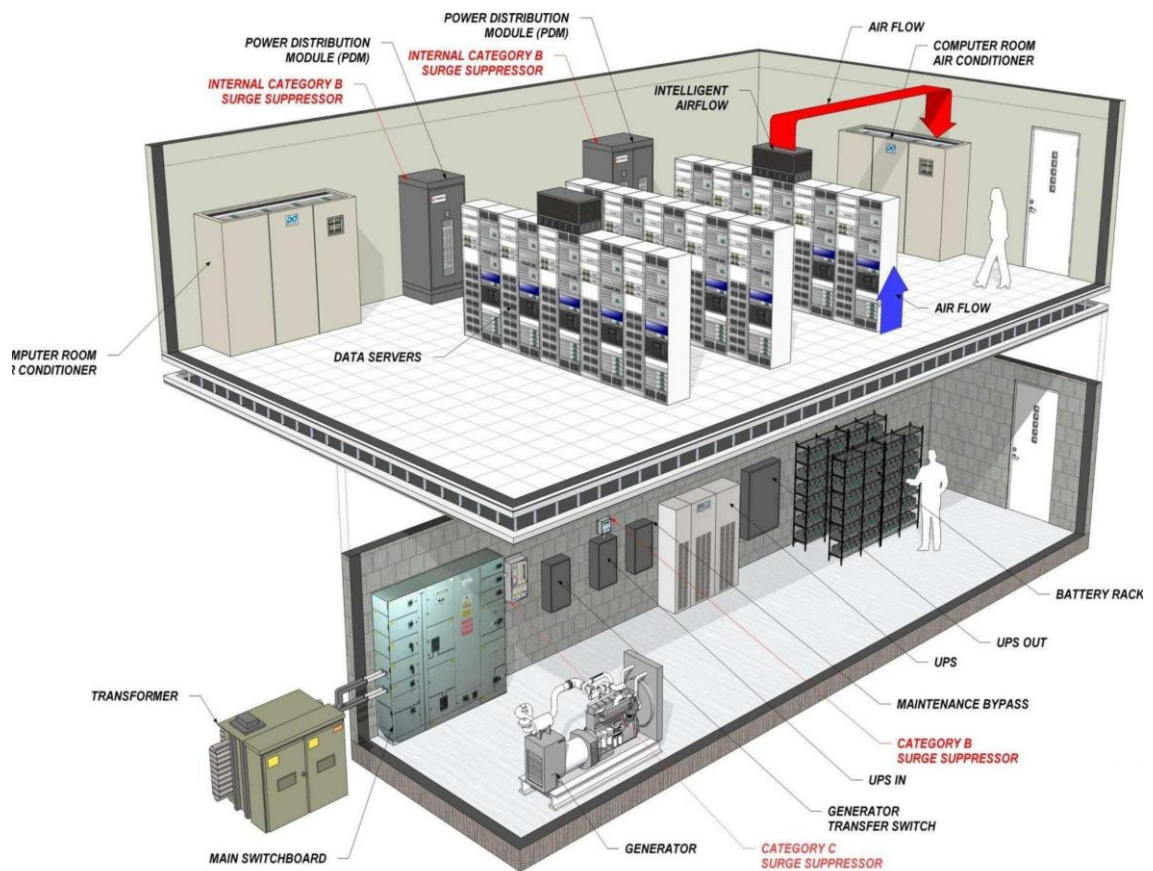 POWER DISTRIBUTION
MODULE (PDM)
INTERNAL CATEGORY B
SURGE SUPPRESSOR
POWER DISTRIBUTION
MODULE (PDM)
INTERNAL CATEGORY B
SURGE SUPPRESSOR
AIR FLOW
COMPUTER ROOM
AIR CONDITIONER
INTELLIGENT
AIRFLOW
AIR FLOW
DATA SERVERS
OMPUTER ROOM
R CONDITIONER
BATTERY RACK
UPS OUT
UPS
MAINTENANCE BYPASS
CATEGORY B
SURGE SUPPRESSOR
UPS IN
GENERATOR
TRANSFER SWITCH
CATEGORY C
SURGE SUPPRESSOR
GENERATOR
MAIN SWITCHBOARD
TRANSFORMER